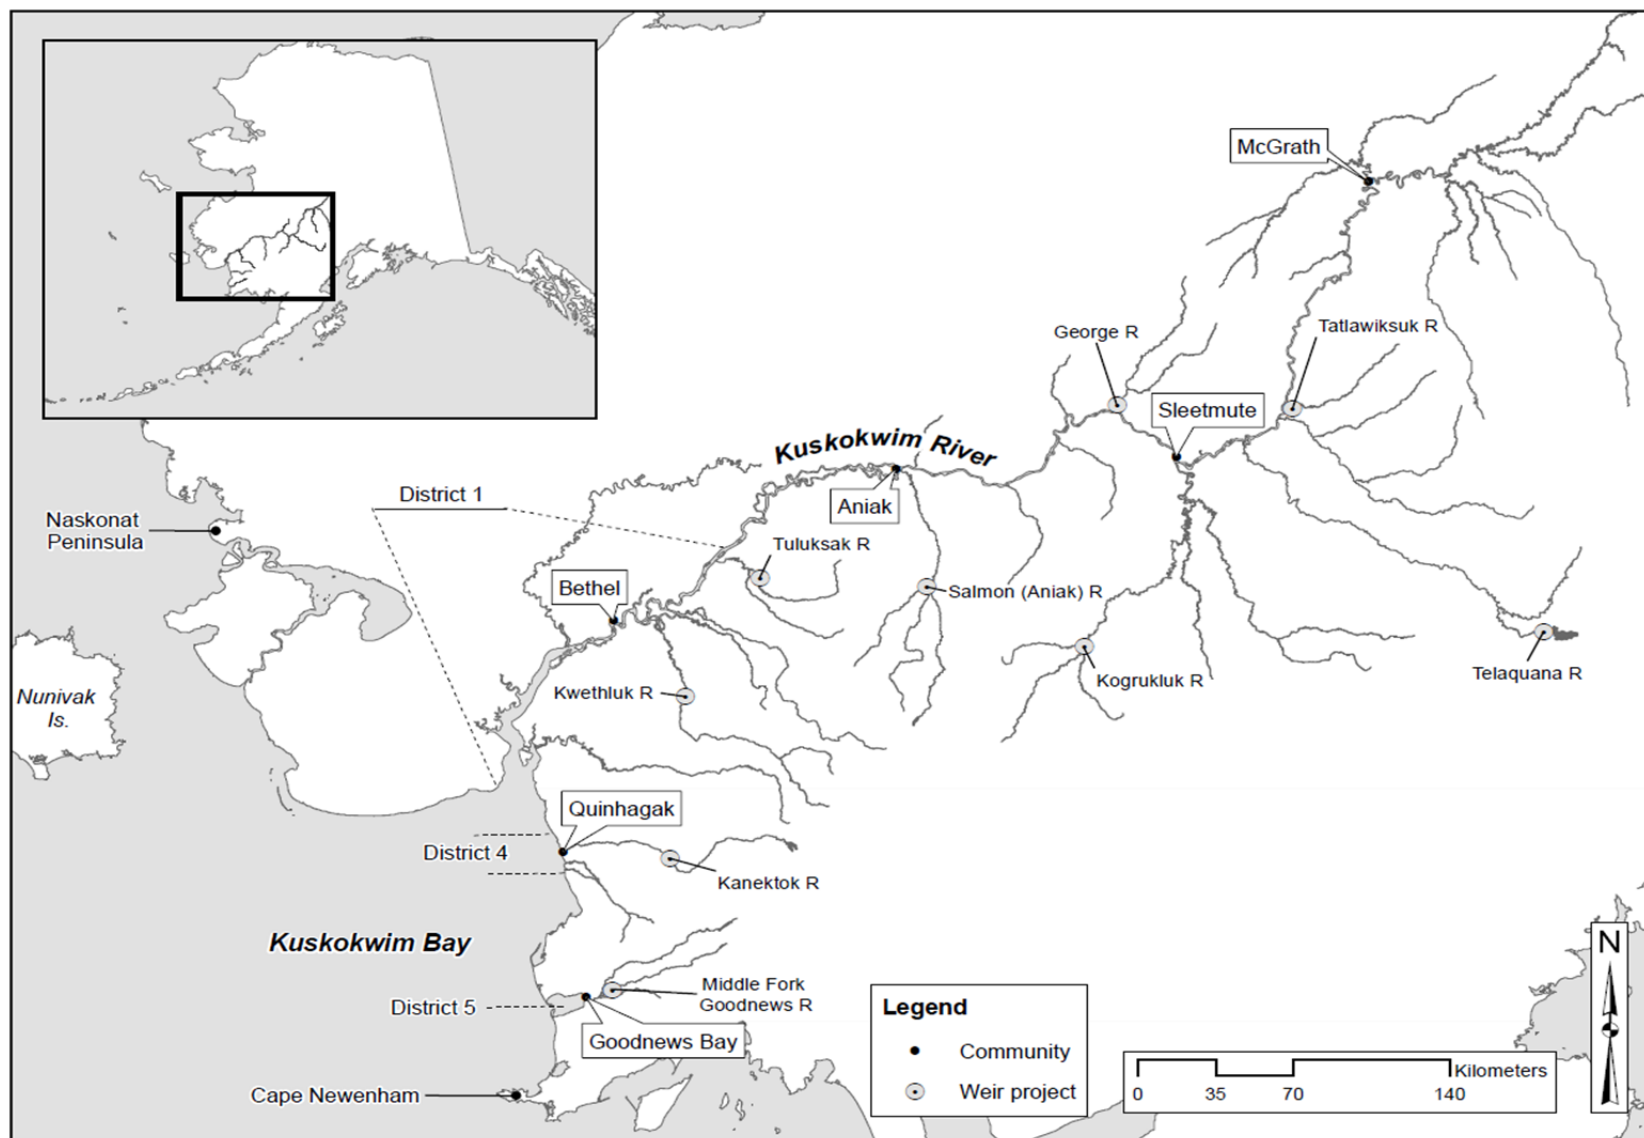 McGrath
George R
Tatlawiksuk R
Sleetmute
Kuskokwim River
Aniak
District 1
Naskonat
Peninsula
Tuluksak R
Bethel
Salmon (Aniak) R
Kwethluk R
Kogrukluk R
Telaquana R
Nunivak
Is.
Quinhagak
District 4
Kanektok R
Kuskokwim Bay
Middle Fork
Goodnews R
District 5
Goodnews Bay
Cape Newenham
Legend
Community
Weir project
N
Kilometers
0 35 70 140